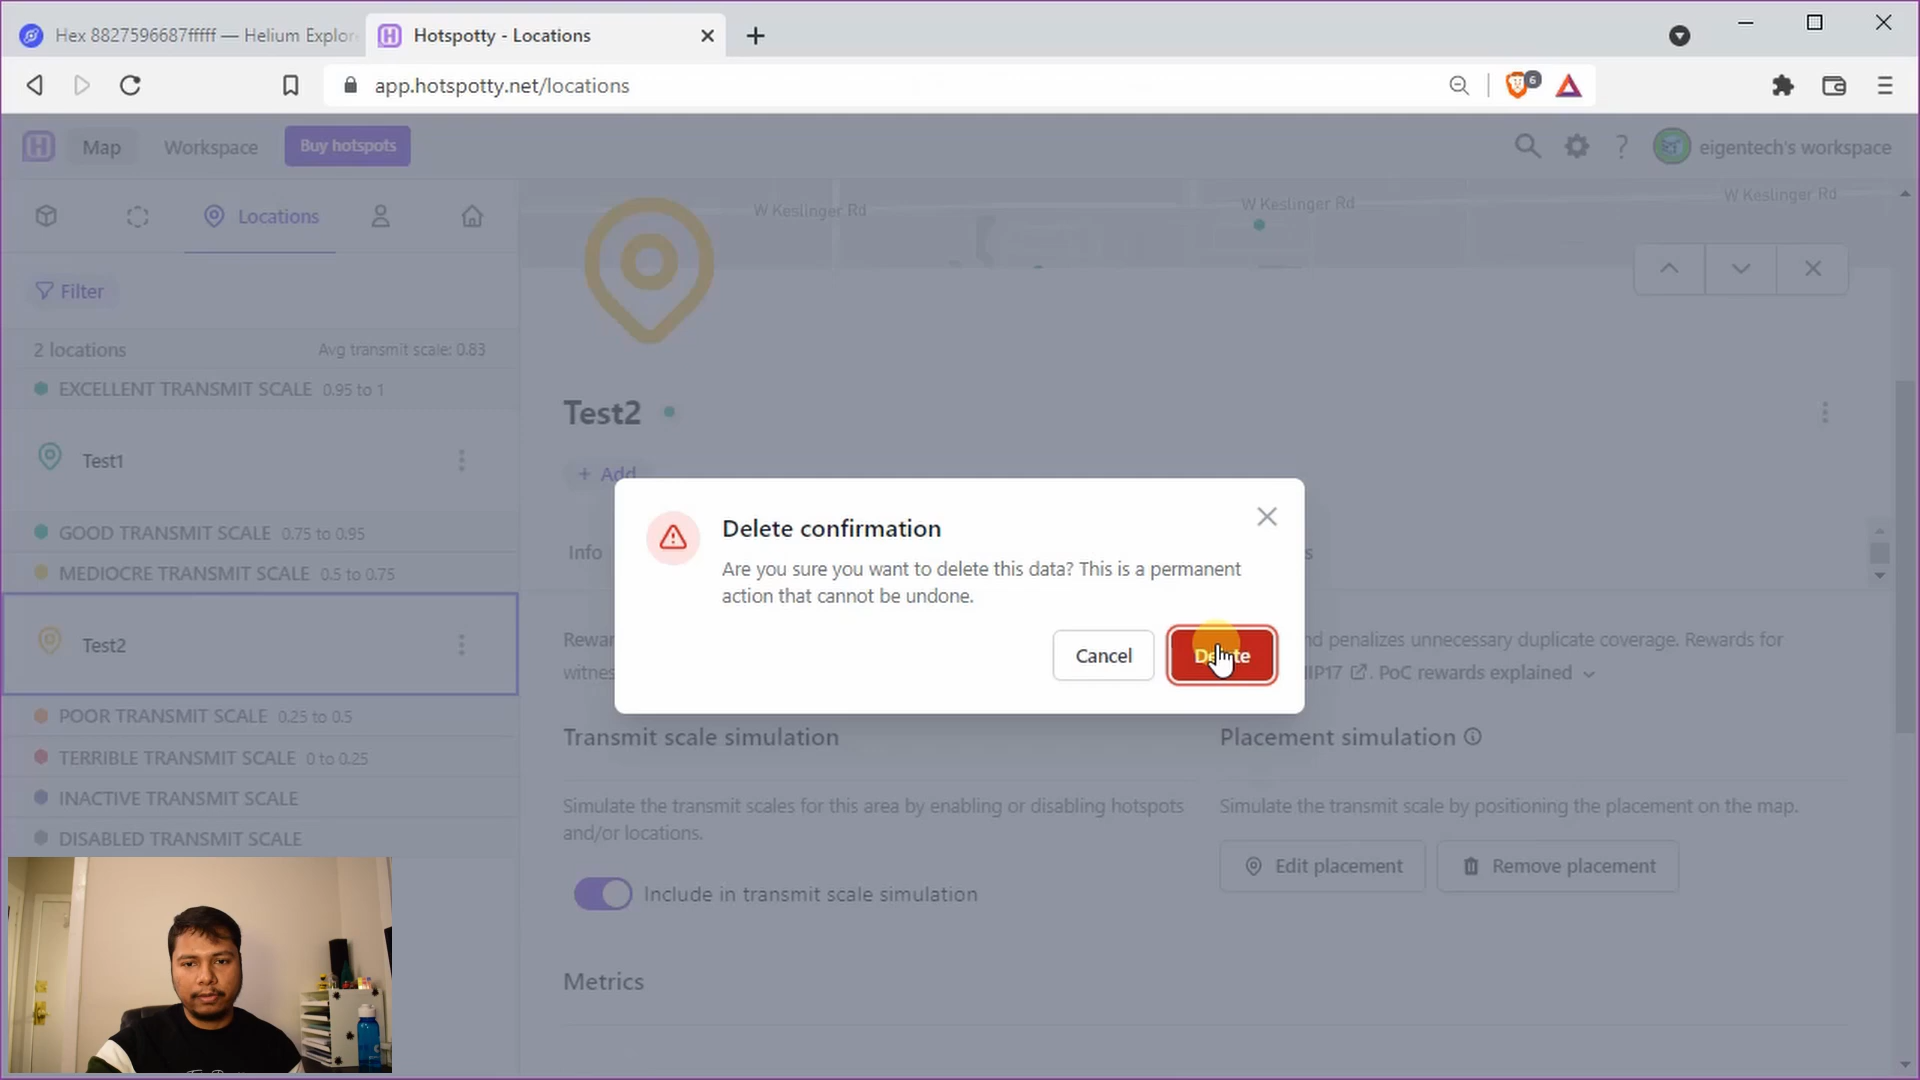 Hex 8827596687fffff — Helium Explor
Hotspotty - Locations
app.hotspotty.net/locations
6
Map
Workspace
Buy hotspots
eigentech's workspace
Locations
W Keslinger Rd
W Keslinger Rd
W Keslinger Rd
Filter
2 locations
Avg transmit scale: 0.83
EXCELLENT TRANSMIT SCALE 0.95 to 1
Test1
GOOD TRANSMIT SCALE 0.75 to 0.95
MEDIOCRE TRANSMIT SCALE 0.5 to 0.75
Test2
POOR TRANSMIT SCALE 0.25 to 0.5
TERRIBLE TRANSMIT SCALE 0 to 0.25
INACTIVE TRANSMIT SCALE
DISABLED TRANSMIT SCALE
Test2
+ Add
Info
Delete confirmation
Are you sure you want to delete this data? This is a permanent
action that cannot be undone.
Cancel
Delete
Rewar
nd penalizes unnecessary duplicate coverage. Rewards for
witnes
IP17 . PoC rewards explained
Transmit scale simulation
Simulate the transmit scales for this area by enabling or disabling hotspots
and/or locations.
Include in transmit scale simulation
Placement simulation
Simulate the transmit scale by positioning the placement on the map.
Edit placement
Remove placement
Metrics